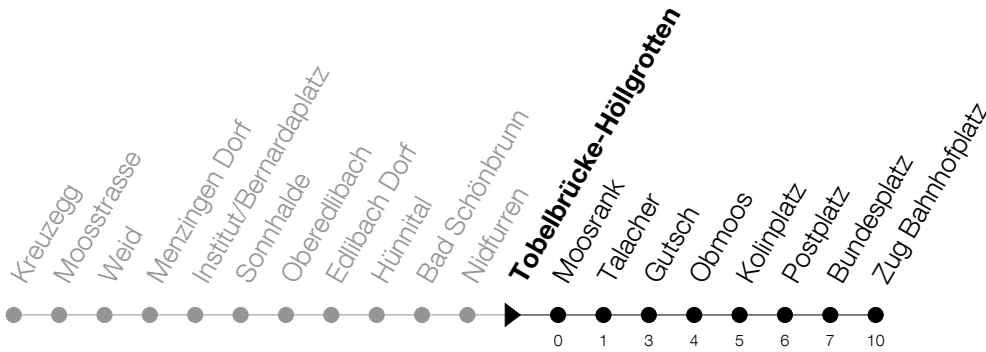 Kreuzegg
Moosstrasse
Weid
Menzingen Dorf
Institut/Bernardaplatz
Sonnhalde
Oberedlibach
Edlibach Dorf
Hünnital
Bad Schönbrunn
Nidfurren
Tobelbrücke-Höllgrotten
Moosrank
Talacher
Gutsch
Obmoos
Kolinplatz
Postplatz
Bundesplatz
Zug Bahnhofplatz
0 1 3 4 5 6 7 10